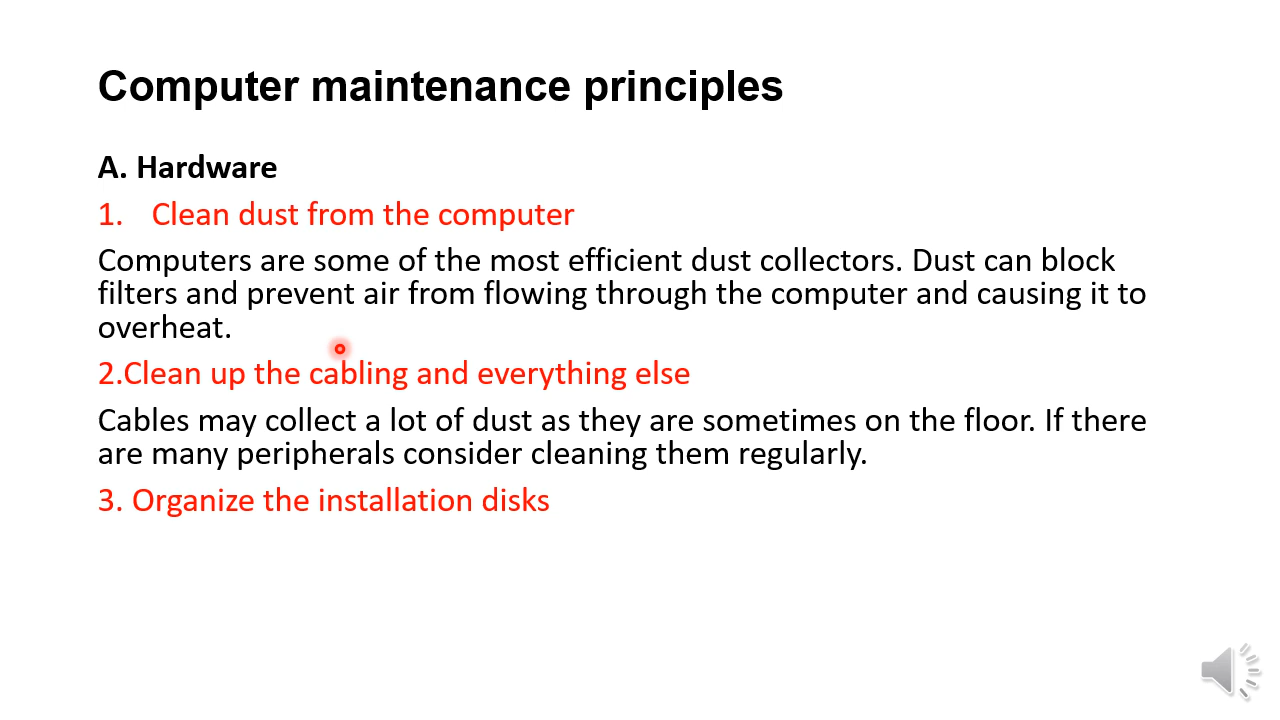 Computer maintenance principles
A. Hardware
1. Clean dust from the computer
Computers are some of the most efficient dust collectors. Dust can block
filters and prevent air from flowing through the computer and causing it to
overheat.
2.Clean up the cabling and everything else
Cables may collect a lot of dust as they are sometimes on the floor. If there
are many peripherals consider cleaning them regularly.
3. Organize the installation disks